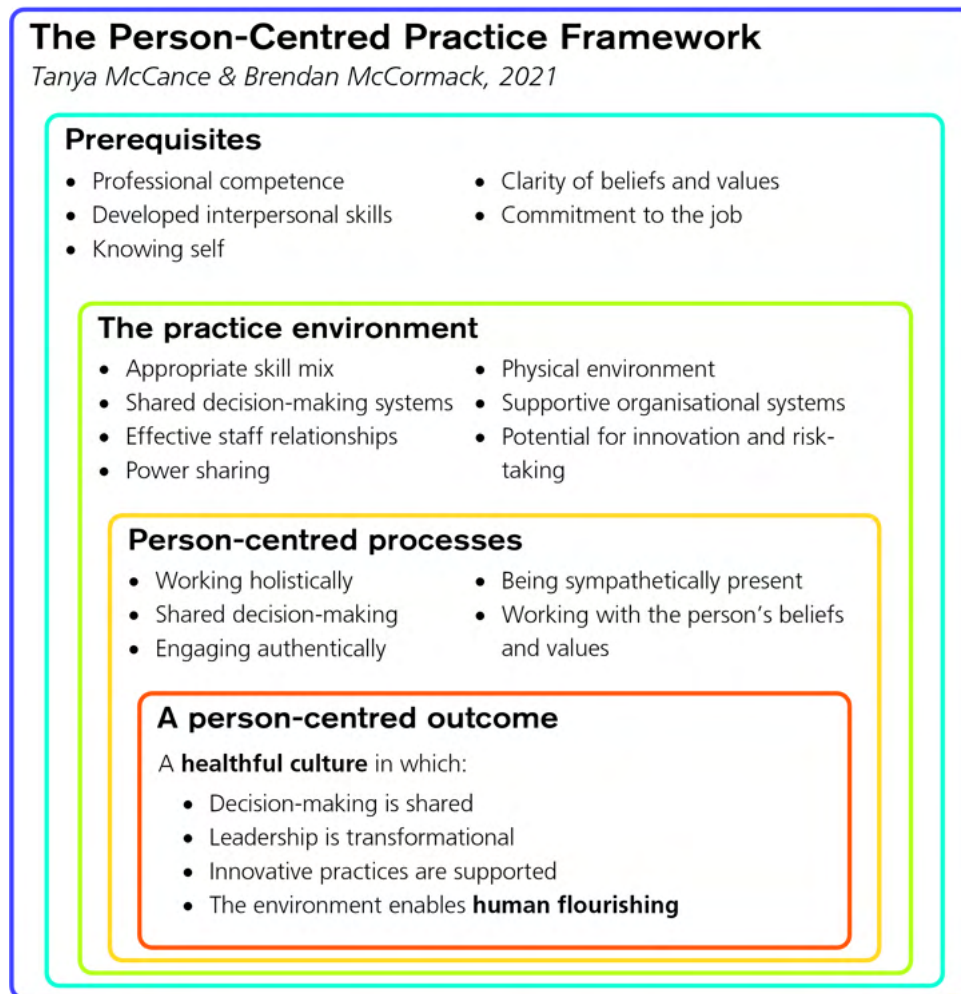 The Person-Centred Practice Framework
Tanya McCance & Brendan McCormack, 2021
Prerequisites
• Professional competence
• Developed interpersonal skills
• Knowing self
• Clarity of beliefs and values
• Commitment to the job
The practice environment
• Appropriate skill mix
• Shared decision-making systems
• Effective staff relationships
• Power sharing
• Physical environment
• Supportive organisational systems
• Potential for innovation and risk-
taking
Person-centred processes
• Working holistically
• Shared decision-making
• Engaging authentically
• Being sympathetically present
• Working with the person’s beliefs
and values
A person-centred outcome
A healthful culture in which:
• Decision-making is shared
• Leadership is transformational
• Innovative practices are supported
• The environment enables human flourishing